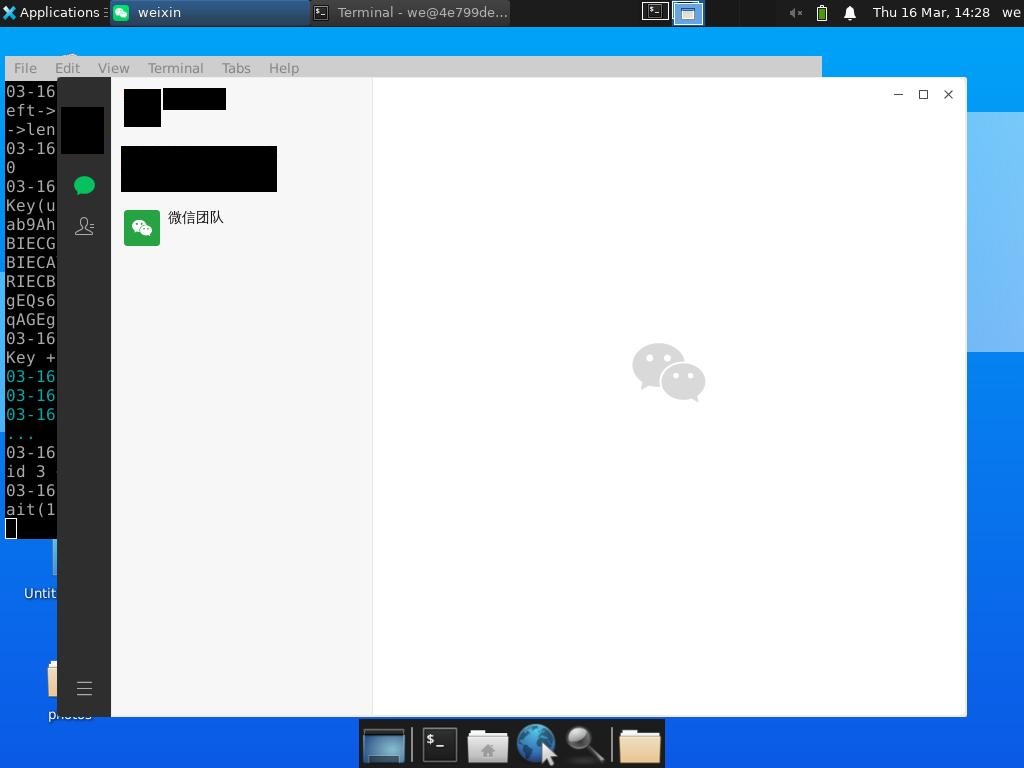 Applications
weixin
Terminal - we@4e799de...
Thu 16 Mar, 14:28
we
File Edit View Terminal Tabs Help
03-16
eft->
->len
03-16
0
03-16
Key(u
ab9Ah
BIECG
BIECA
RIECB
gEQs6
qAGEg
03-16
Key +
03-16
03-16
03-16
...
03-16
id 3
03-16
ait(1
微信团队
Untit
photos
$_